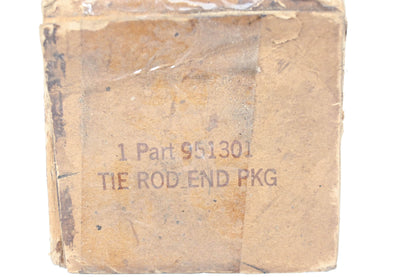 1 Part 951301
TIE ROD END PKG